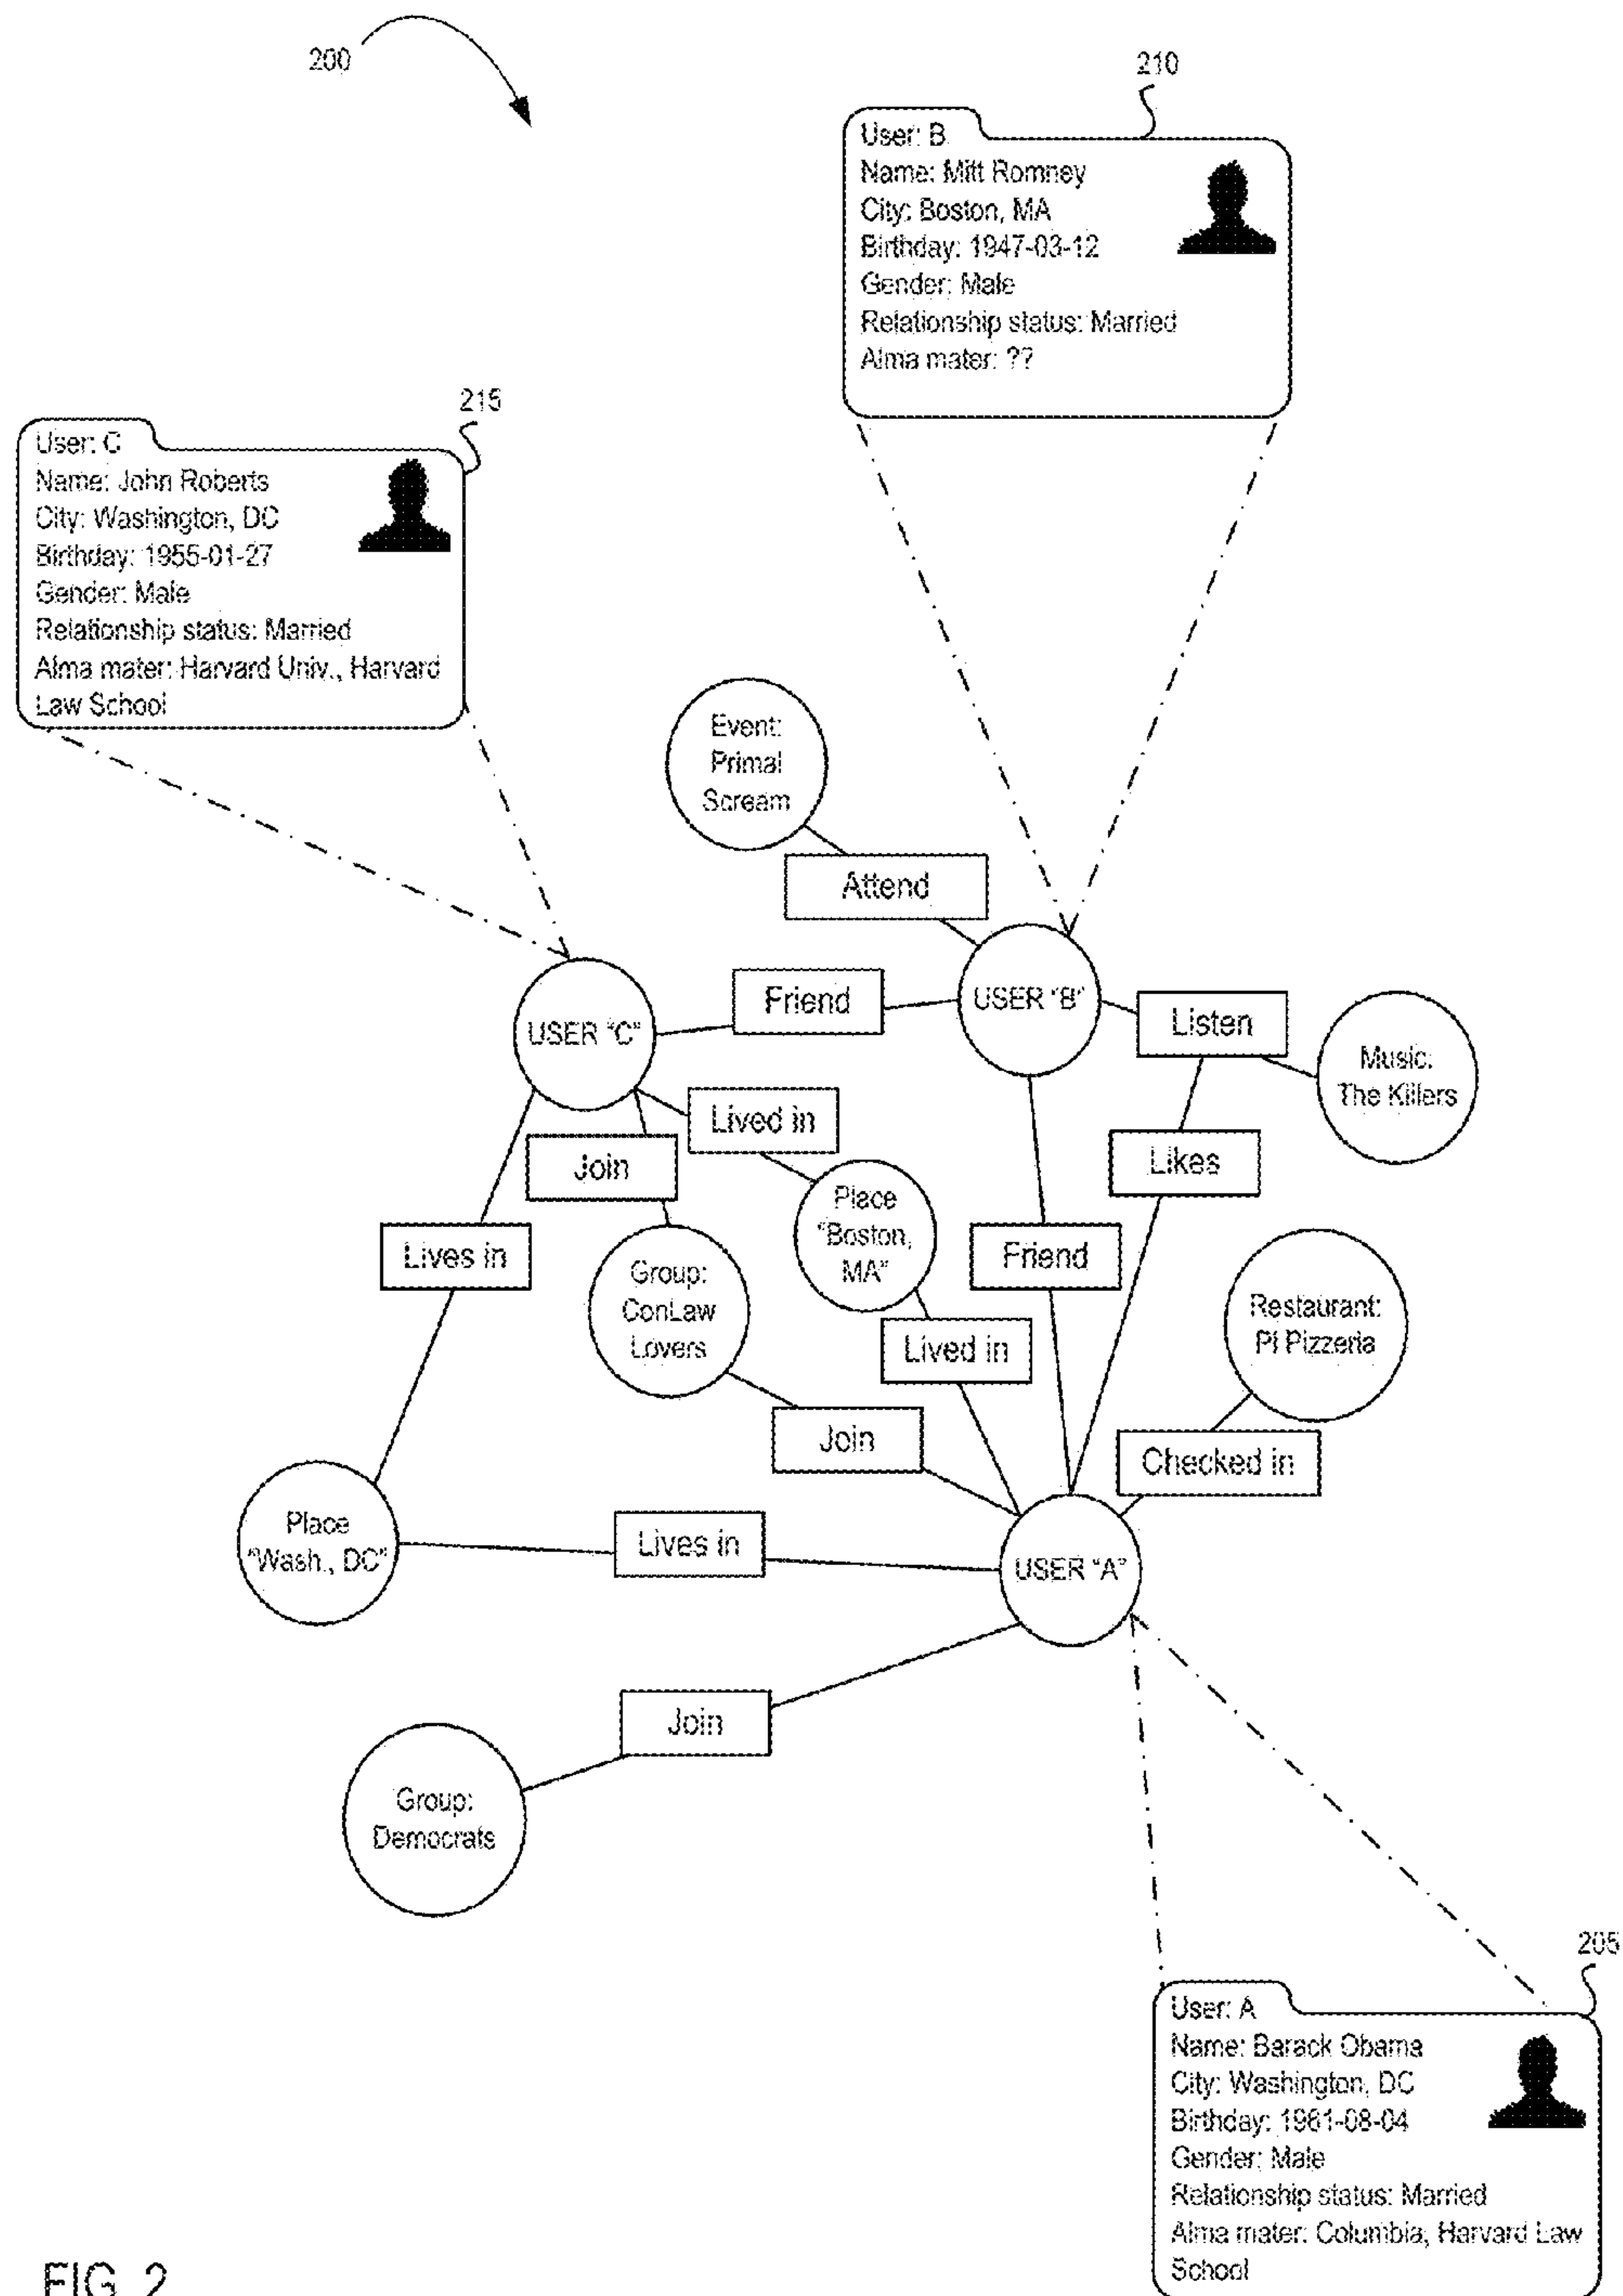 200
210
User: B
Name: Mitt Romney
City: Boston, MA
Birthday: 1947-03-12
Gender: Male
Relationship status: Married
Alma mater: ??
215
User: C
Name: John Roberts
City: Washington, DC
Birthday: 1955-01-27
Gender: Male
Relationship status: Married
Alma mater: Harvard Univ., Harvard
Law School
Event:
Primal
Scream
Attend
USER "C"
Friend
USER "B"
Listen
Music:
The Killers
Lived in
Join
Likes
Place
"Boston,
MA"
Lives in
Group:
ConLaw
Lovers
Friend
Restaurant:
PI Pizzeria
Lived in
Join
Checked in
Place
"Wash., DC"
Lives in
USER "A"
Join
Group:
Democrats
205
User: A
Name: Barack Obama
City: Washington, DC
Birthday: 1961-08-04
Gender: Male
Relationship status: Married
Alma mater: Columbia, Harvard Law
School
FIG. 2